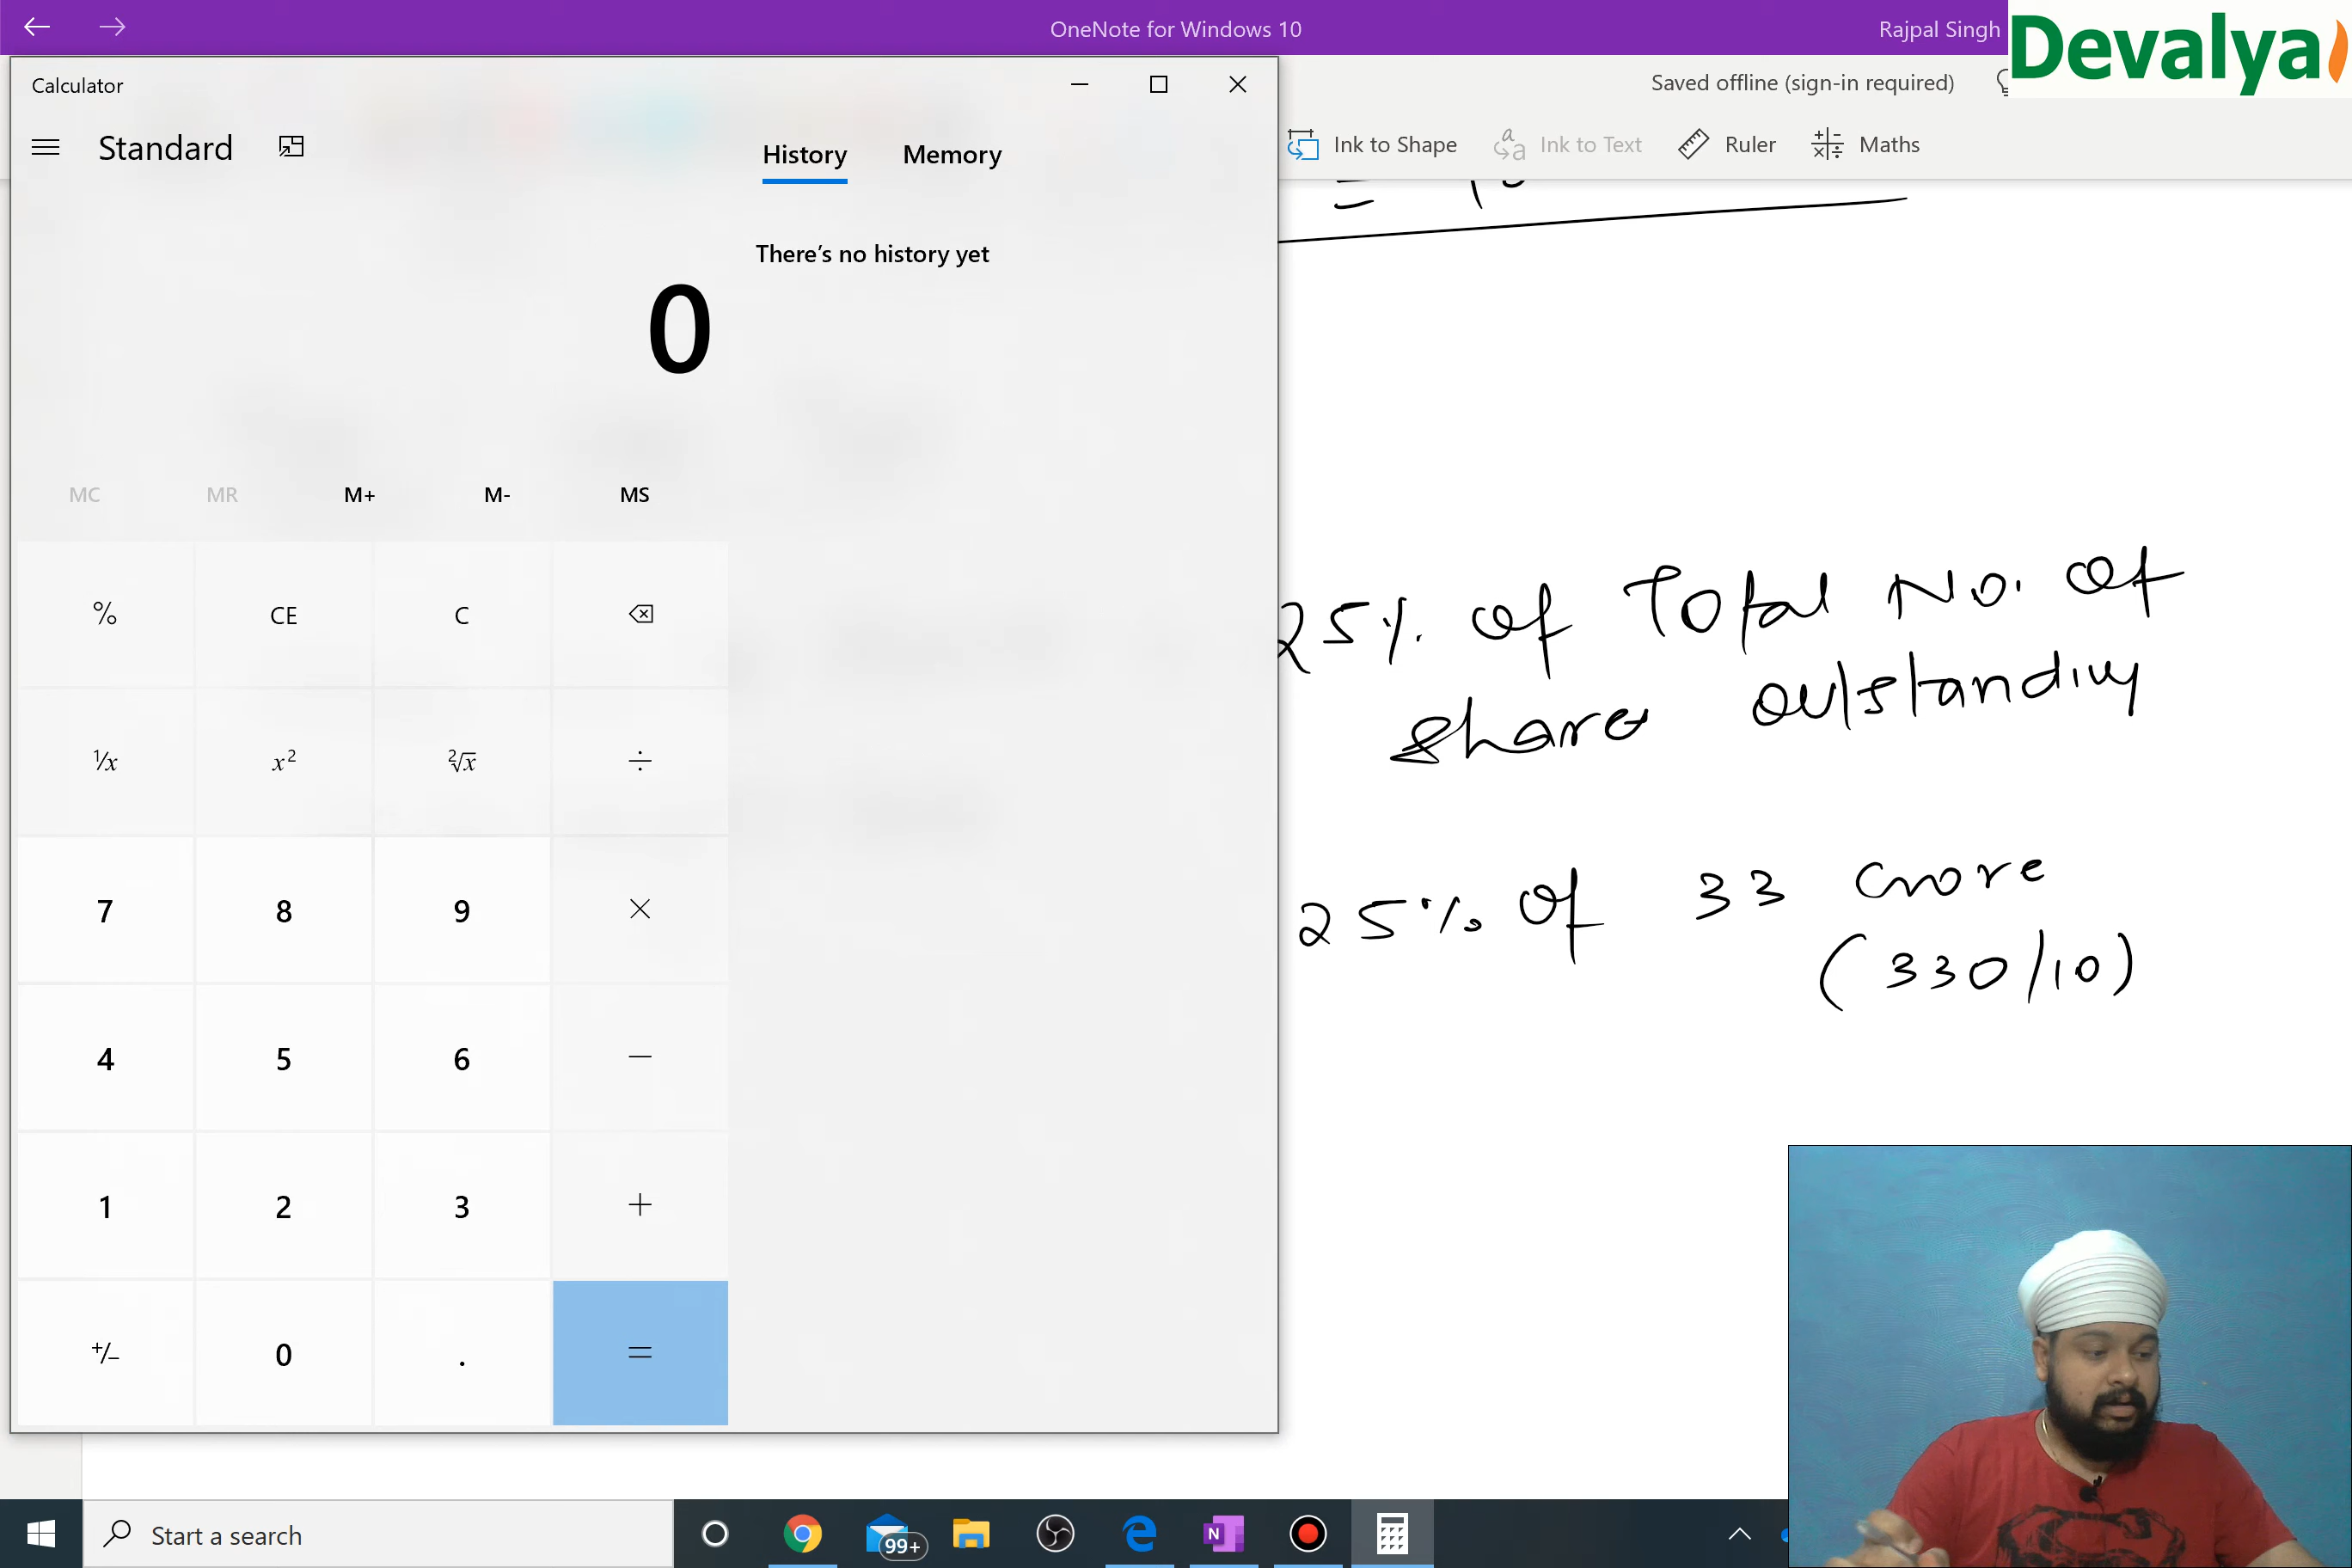 OneNote for Windows 10
Rajpal Singh
Devalya
Calculator
Saved offline (sign-in required)
Standard
History Memory
Ink to Shape Ink to Text Ruler Maths
There's no history yet
0
MC MR M+ M- MS
% CE C
25% of Total No. of
Share outstanding
¹/x x² ²√x ÷
7 8 9 ×
25% of 33 Crore
(330/10)
4 5 6 −
1 2 3 +
+/− 0 . =
Start a search
99+
N